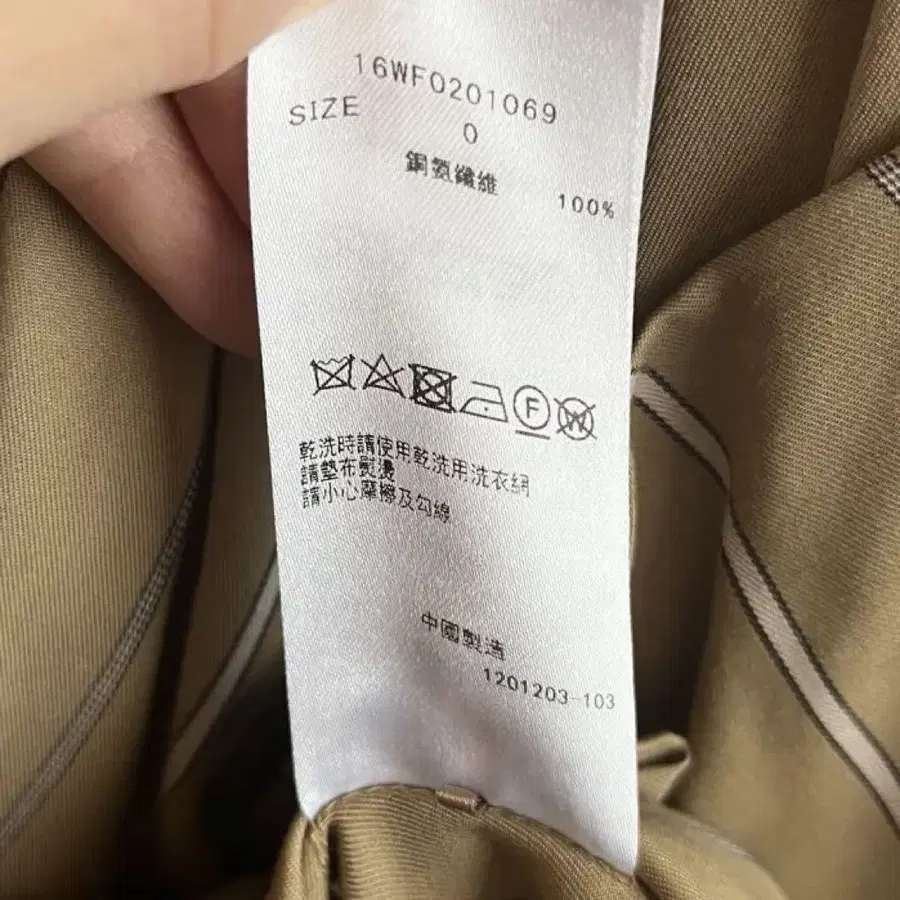 16WF0201069
SIZE
0
銅氨纖維
100%
F W
乾洗時請使用乾洗用洗衣網
請墊布熨燙
請小心摩擦及勾線
中國製造
1201203-103